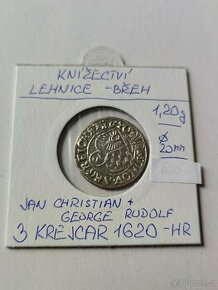 KNÍŽECTVÍ
LEHNICE -BŘEH
1,20g
ø
20mm
JAN CHRISTIAN +
GEORGE RUDOLF
3 KREJCAR 1620 -HR